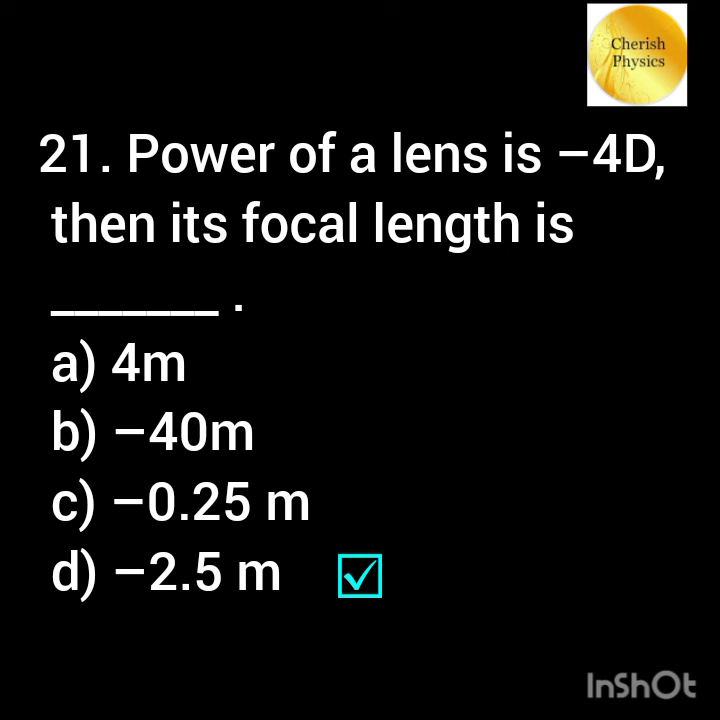 Cherish
Physics
21. Power of a lens is –4D,
then its focal length is
_______ .
a) 4m
b) –40m
c) –0.25 m
d) –2.5 m ☑
InShOt